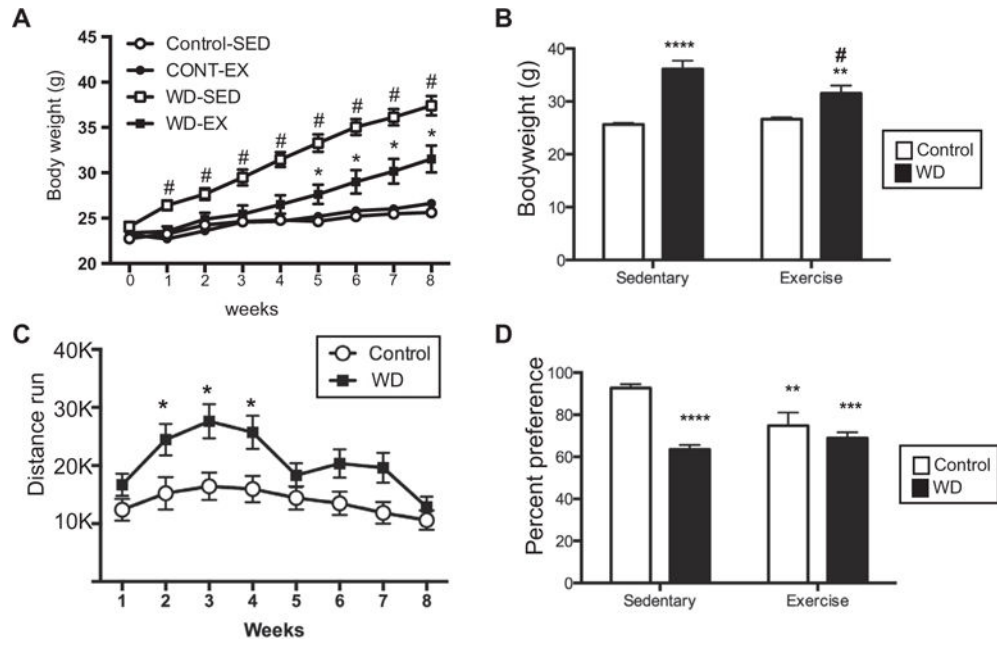 A
Control-SED
CONT-EX
WD-SED
WD-EX
Body weight (g)
40
35
30
25
20
# # # # # # # #
* * * *
0 1 2 3 4 5 6 7 8
weeks
B
Bodyweight (g)
40
30
20
10
0
****
#
**
Sedentary Exercise
Control
WD
C
Distance run
40K
30K
20K
10K
* * *
Control
WD
1 2 3 4 5 6 7 8
Weeks
D
Percent preference
100
80
60
40
20
0
****
**
***
Sedentary Exercise
Control
WD